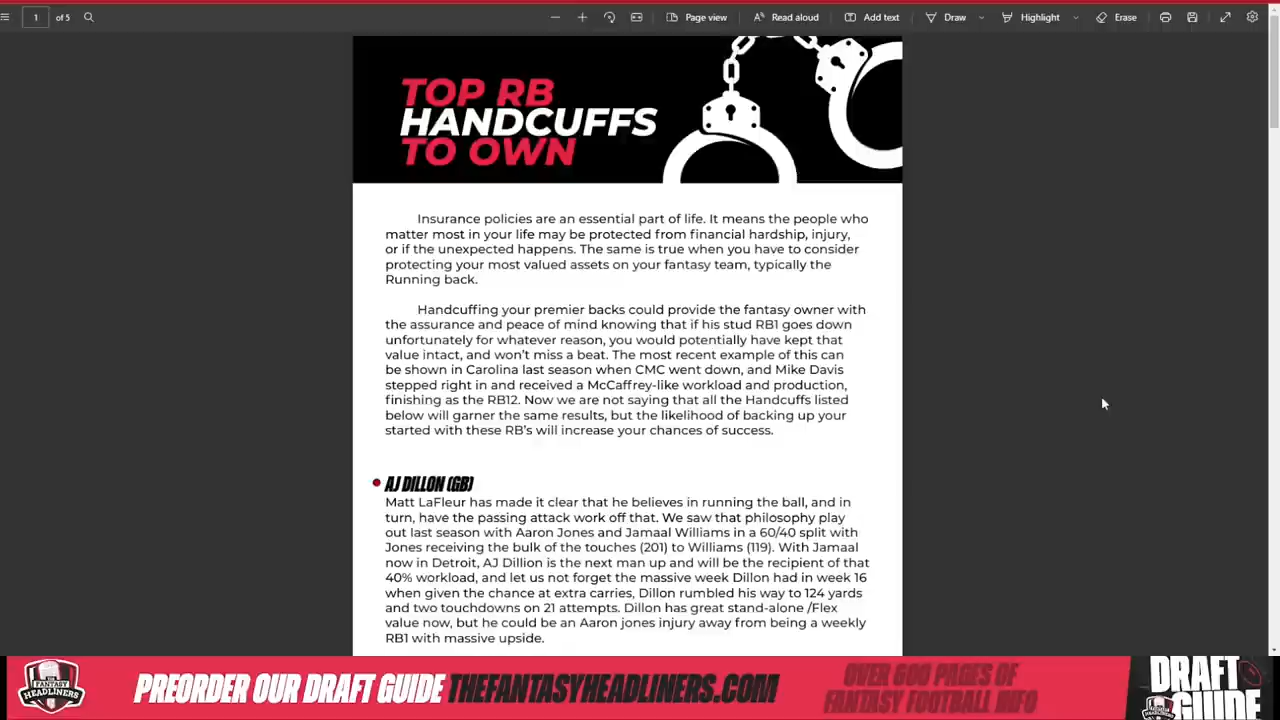 1 of 5
Page view
Read aloud
Add text
Draw
Highlight
Erase
TOP RB
HANDCUFFS
TO OWN
Insurance policies are an essential part of life. It means the people who
matter most in your life may be protected from financial hardship, injury,
or if the unexpected happens. The same is true when you have to consider
protecting your most valued assets on your fantasy team, typically the
Running back.
Handcuffing your premier backs could provide the fantasy owner with
the assurance and peace of mind knowing that if his stud RB1 goes down
unfortunately for whatever reason, you would potentially have kept that
value intact, and won't miss a beat. The most recent example of this can
be shown in Carolina last season when CMC went down, and Mike Davis
stepped right in and received a McCaffrey-like workload and production,
finishing as the RB12. Now we are not saying that all the Handcuffs listed
below will garner the same results, but the likelihood of backing up your
started with these RB's will increase your chances of success.
AJ DILLON (GB)
Matt LaFleur has made it clear that he believes in running the ball, and in
turn, have the passing attack work off that. We saw that philosophy play
out last season with Aaron Jones and Jamaal Williams in a 60/40 split with
Jones receiving the bulk of the touches (201) to Williams (119). With Jamaal
now in Detroit, AJ Dillion is the next man up and will be the recipient of that
40% workload, and let us not forget the massive week Dillon had in week 16
when given the chance at extra carries, Dillon rumbled his way to 124 yards
and two touchdowns on 21 attempts. Dillon has great stand-alone /Flex
value now, but he could be an Aaron jones injury away from being a weekly
RB1 with massive upside.
THE
FANTASY
HEADLINERS
PREORDER OUR DRAFT GUIDE THEFANTASYHEADLINERS.COM!
OVER 600 PAGES OF
FANTASY FOOTBALL INFO
DRAFT
GUIDE